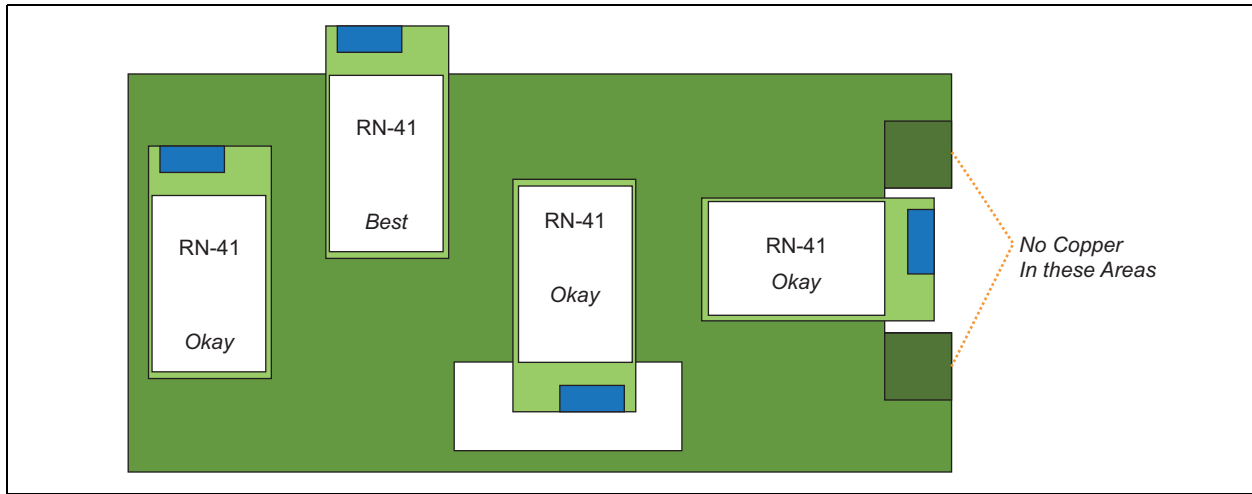 RN-41
Okay
RN-41
Best
RN-41
Okay
RN-41
Okay
No Copper
In these Areas